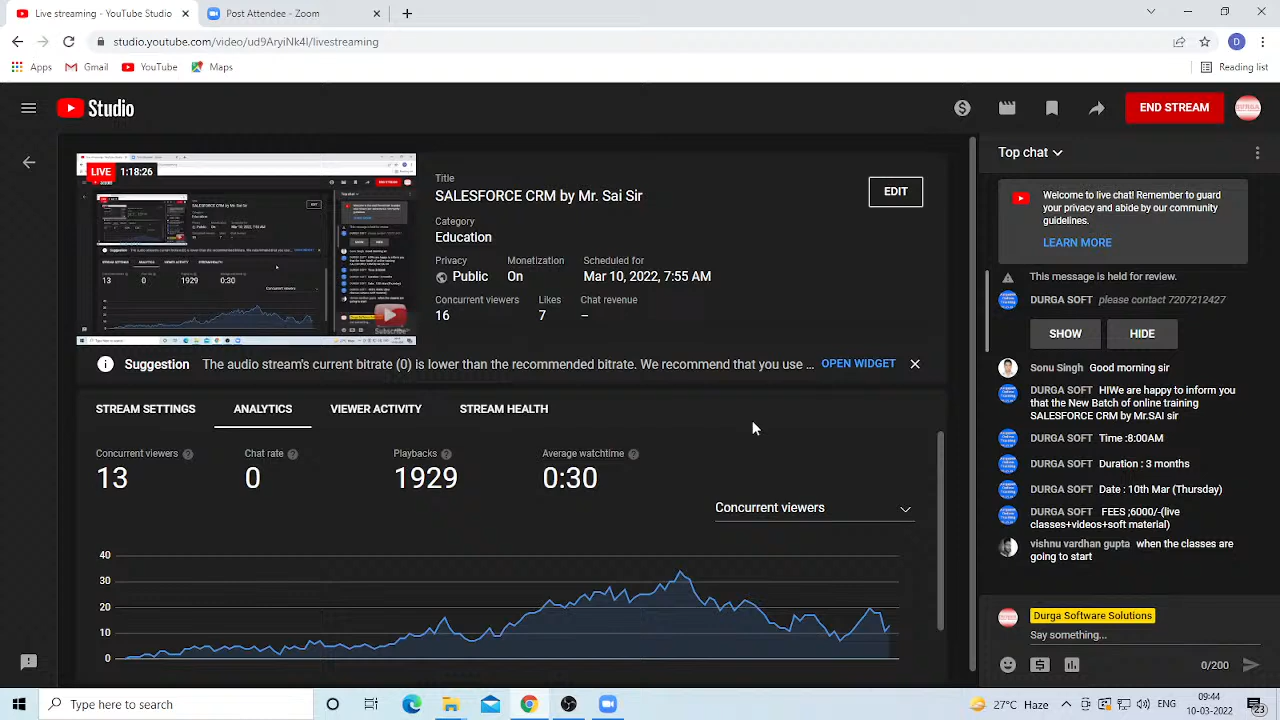 Live streaming - YouTube Studio
Post Attendee - Zoom
studio.youtube.com/video/ud9AryiNk4I/livestreaming
Apps
Gmail
YouTube
Maps
Reading list
Studio
END STREAM
LIVE
1:18:26
Title
SALESFORCE CRM by Mr. Sai Sir
EDIT
Category
Education
Privacy
Monetization
Scheduled for
Public
On
Mar 10, 2022, 7:55 AM
Concurrent viewers
Likes
Chat rate
16
7
–
Subscribe
Suggestion
The audio stream's current bitrate (0) is lower than the recommended bitrate. We recommend that you use ...
OPEN WIDGET
STREAM SETTINGS
ANALYTICS
VIEWER ACTIVITY
STREAM HEALTH
Concurrent viewers
Chat rate
Playbacks
Average watchtime
13
0
1929
0:30
Concurrent viewers
40
30
20
10
0
Top chat
Welcome to live chat! Remember to guard
your privacy and abide by our community
guidelines.
LEARN MORE
This message is held for review.
SHOW
HIDE
Sonu Singh Good morning sir
DURGA SOFT HIWe are happy to inform you
that the New Batch of online training
SALESFORCE CRM by Mr.SAI sir
DURGA SOFT Time :8:00AM
DURGA SOFT Duration : 3 months
DURGA SOFT Date : 10th Mar (Thursday)
DURGA SOFT FEES ;6000/-(live
classes+videos+soft material)
vishnu vardhan gupta when the classes are
going to start
Durga Software Solutions
Say something...
0/200
Type here to search
27°C Haze
ENG
09:44
10-03-2022
23